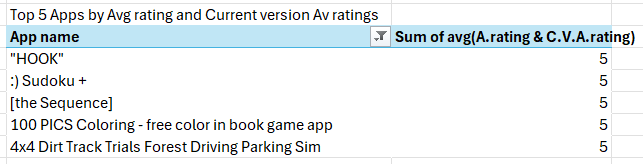 Top 5 Apps by Avg rating and Current version Av ratings
App name Sum of avg(A.rating & C.V.A.rating)
"HOOK" 5
:) Sudoku + 5
[the Sequence] 5
100 PICS Coloring - free color in book game app 5
4x4 Dirt Track Trials Forest Driving Parking Sim 5